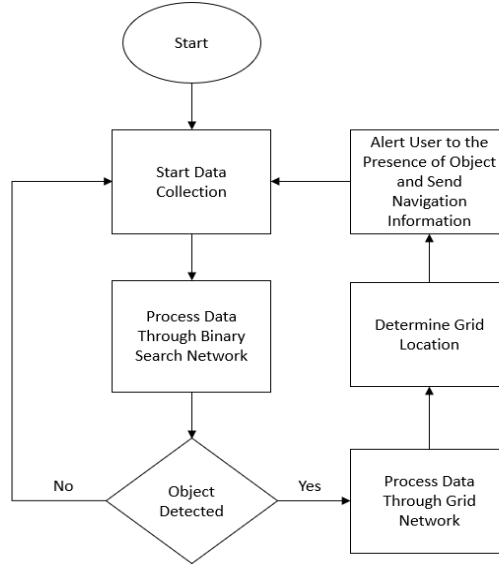 Start
Start Data
Collection
Process Data
Through Binary
Search Network
Object
Detected
No
Yes
Process Data
Through Grid
Network
Determine Grid
Location
Alert User to the
Presence of Object
and Send
Navigation
Information